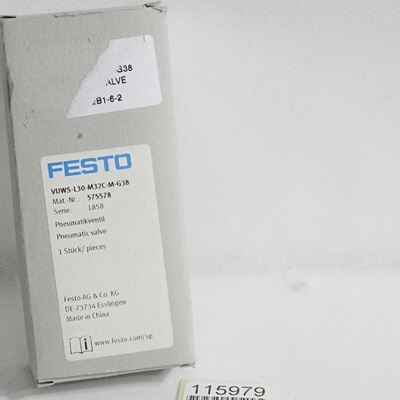 G38
ALVE
2B1-6-2
FESTO
VUWS-L30-M32C-M-G38
Mat.-Nr.: 575578
Serie: L858
Pneumatikventil
Pneumatic valve
1 Stück/ pieces
Festo AG & Co. KG
DE-73734 Esslingen
Made in China
i www.festo.com/sp
115979